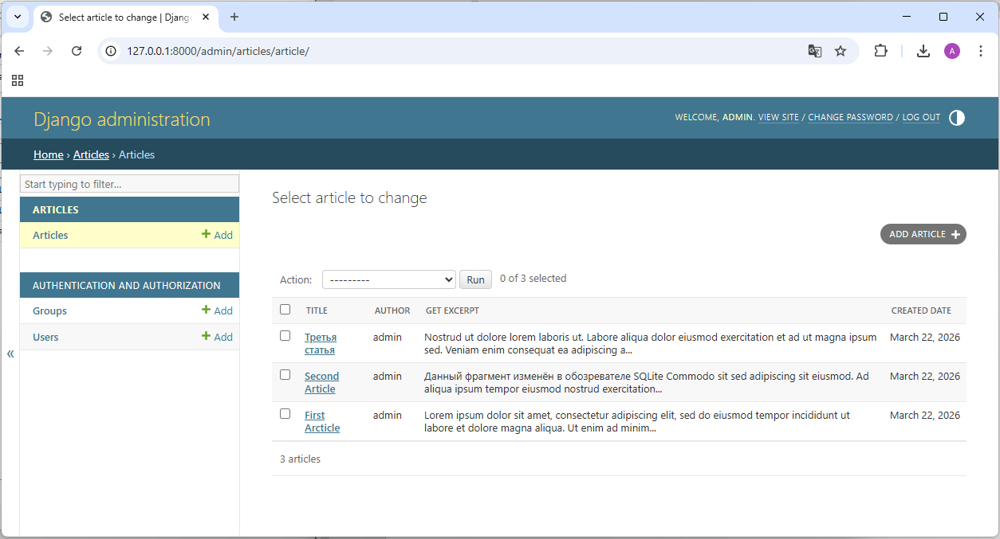 Select article to change | Djang
127.0.0.1:8000/admin/articles/article/
A
Django administration
WELCOME, ADMIN. VIEW SITE / CHANGE PASSWORD / LOG OUT
Home › Articles › Articles
Start typing to filter...
ARTICLES
Articles + Add
AUTHENTICATION AND AUTHORIZATION
Groups + Add
Users + Add
«
Select article to change
ADD ARTICLE +
Action: --------- Run 0 of 3 selected
TITLE AUTHOR GET EXCERPT CREATED DATE
Третья admin Nostrud ut dolore lorem laboris ut. Labore aliqua dolor eiusmod exercitation et ad ut magna ipsum March 22, 2026
статья sed. Veniam enim consequat ea adipiscing a...
Second admin Данный фрагмент изменён в обозревателе SQLite Commodo sit sed adipiscing sit eiusmod. Ad March 22, 2026
Article aliqua ipsum tempor eiusmod nostrud exercitation...
First admin Lorem ipsum dolor sit amet, consectetur adipiscing elit, sed do eiusmod tempor incididunt ut March 22, 2026
Arcticle labore et dolore magna aliqua. Ut enim ad minim...
3 articles